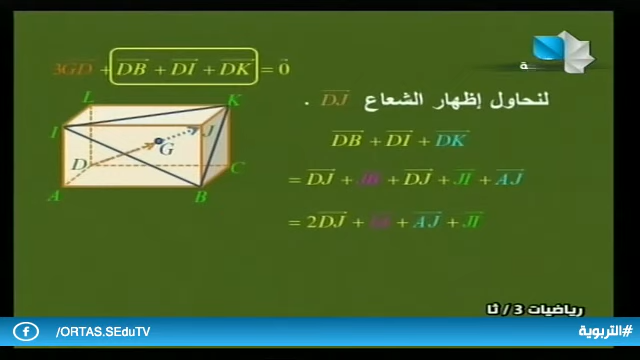 3GD + DB + DI + DK = 0
لنحاول إظهار الشعاع DJ .
DB + DI + DK
= DJ + JB + DJ + JI + AJ
= 2DJ + + AJ + JI
L
K
I
J
G
D
C
A
B
رياضيات 3 / ثا
/ORTAS.SEduTV
#التربوية